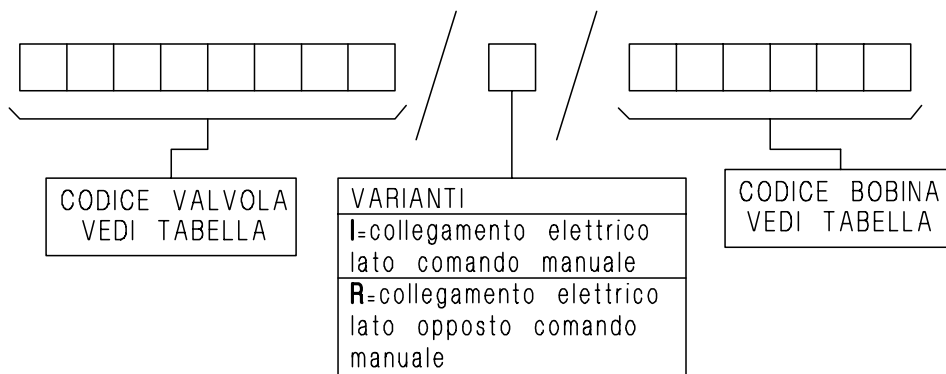 CODICE VALVOLA
VEDI TABELLA
VARIANTI
I=collegamento elettrico
lato comando manuale
R=collegamento elettrico
lato opposto comando
manuale
CODICE BOBINA
VEDI TABELLA